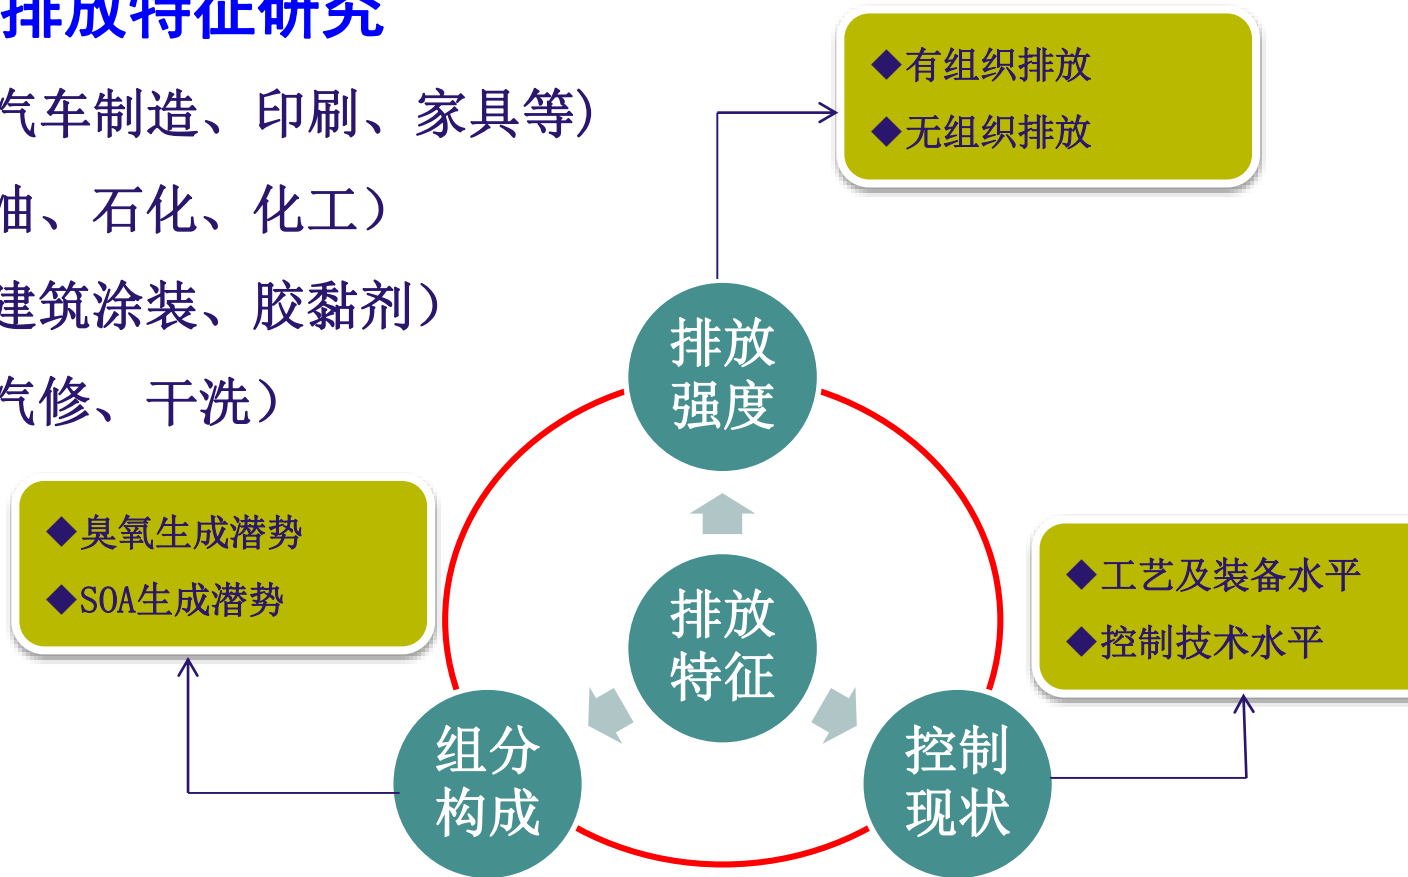 排放特征研究
汽车制造、印刷、家具等)
油、石化、化工）
建筑涂装、胶黏剂）
汽修、干洗）
◆有组织排放
◆无组织排放
排放
强度
◆臭氧生成潜势
◆SOA生成潜势
◆工艺及装备水平
◆控制技术水平
排放
特征
组分
构成
控制
现状